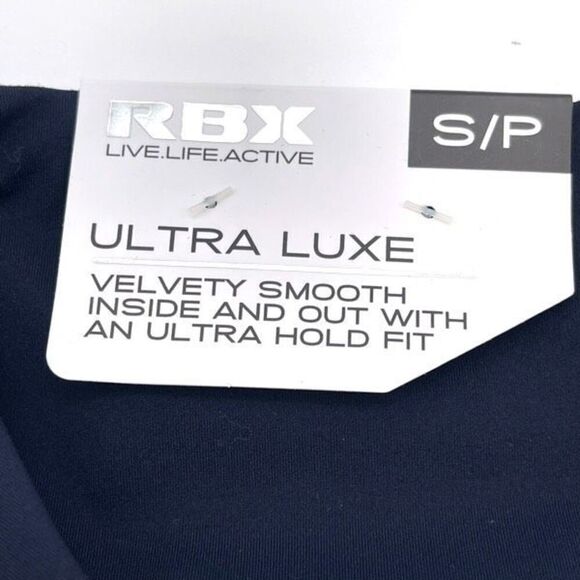 RBX
LIVE.LIFE.ACTIVE
S/P
ULTRA LUXE
VELVETY SMOOTH
INSIDE AND OUT WITH
AN ULTRA HOLD FIT